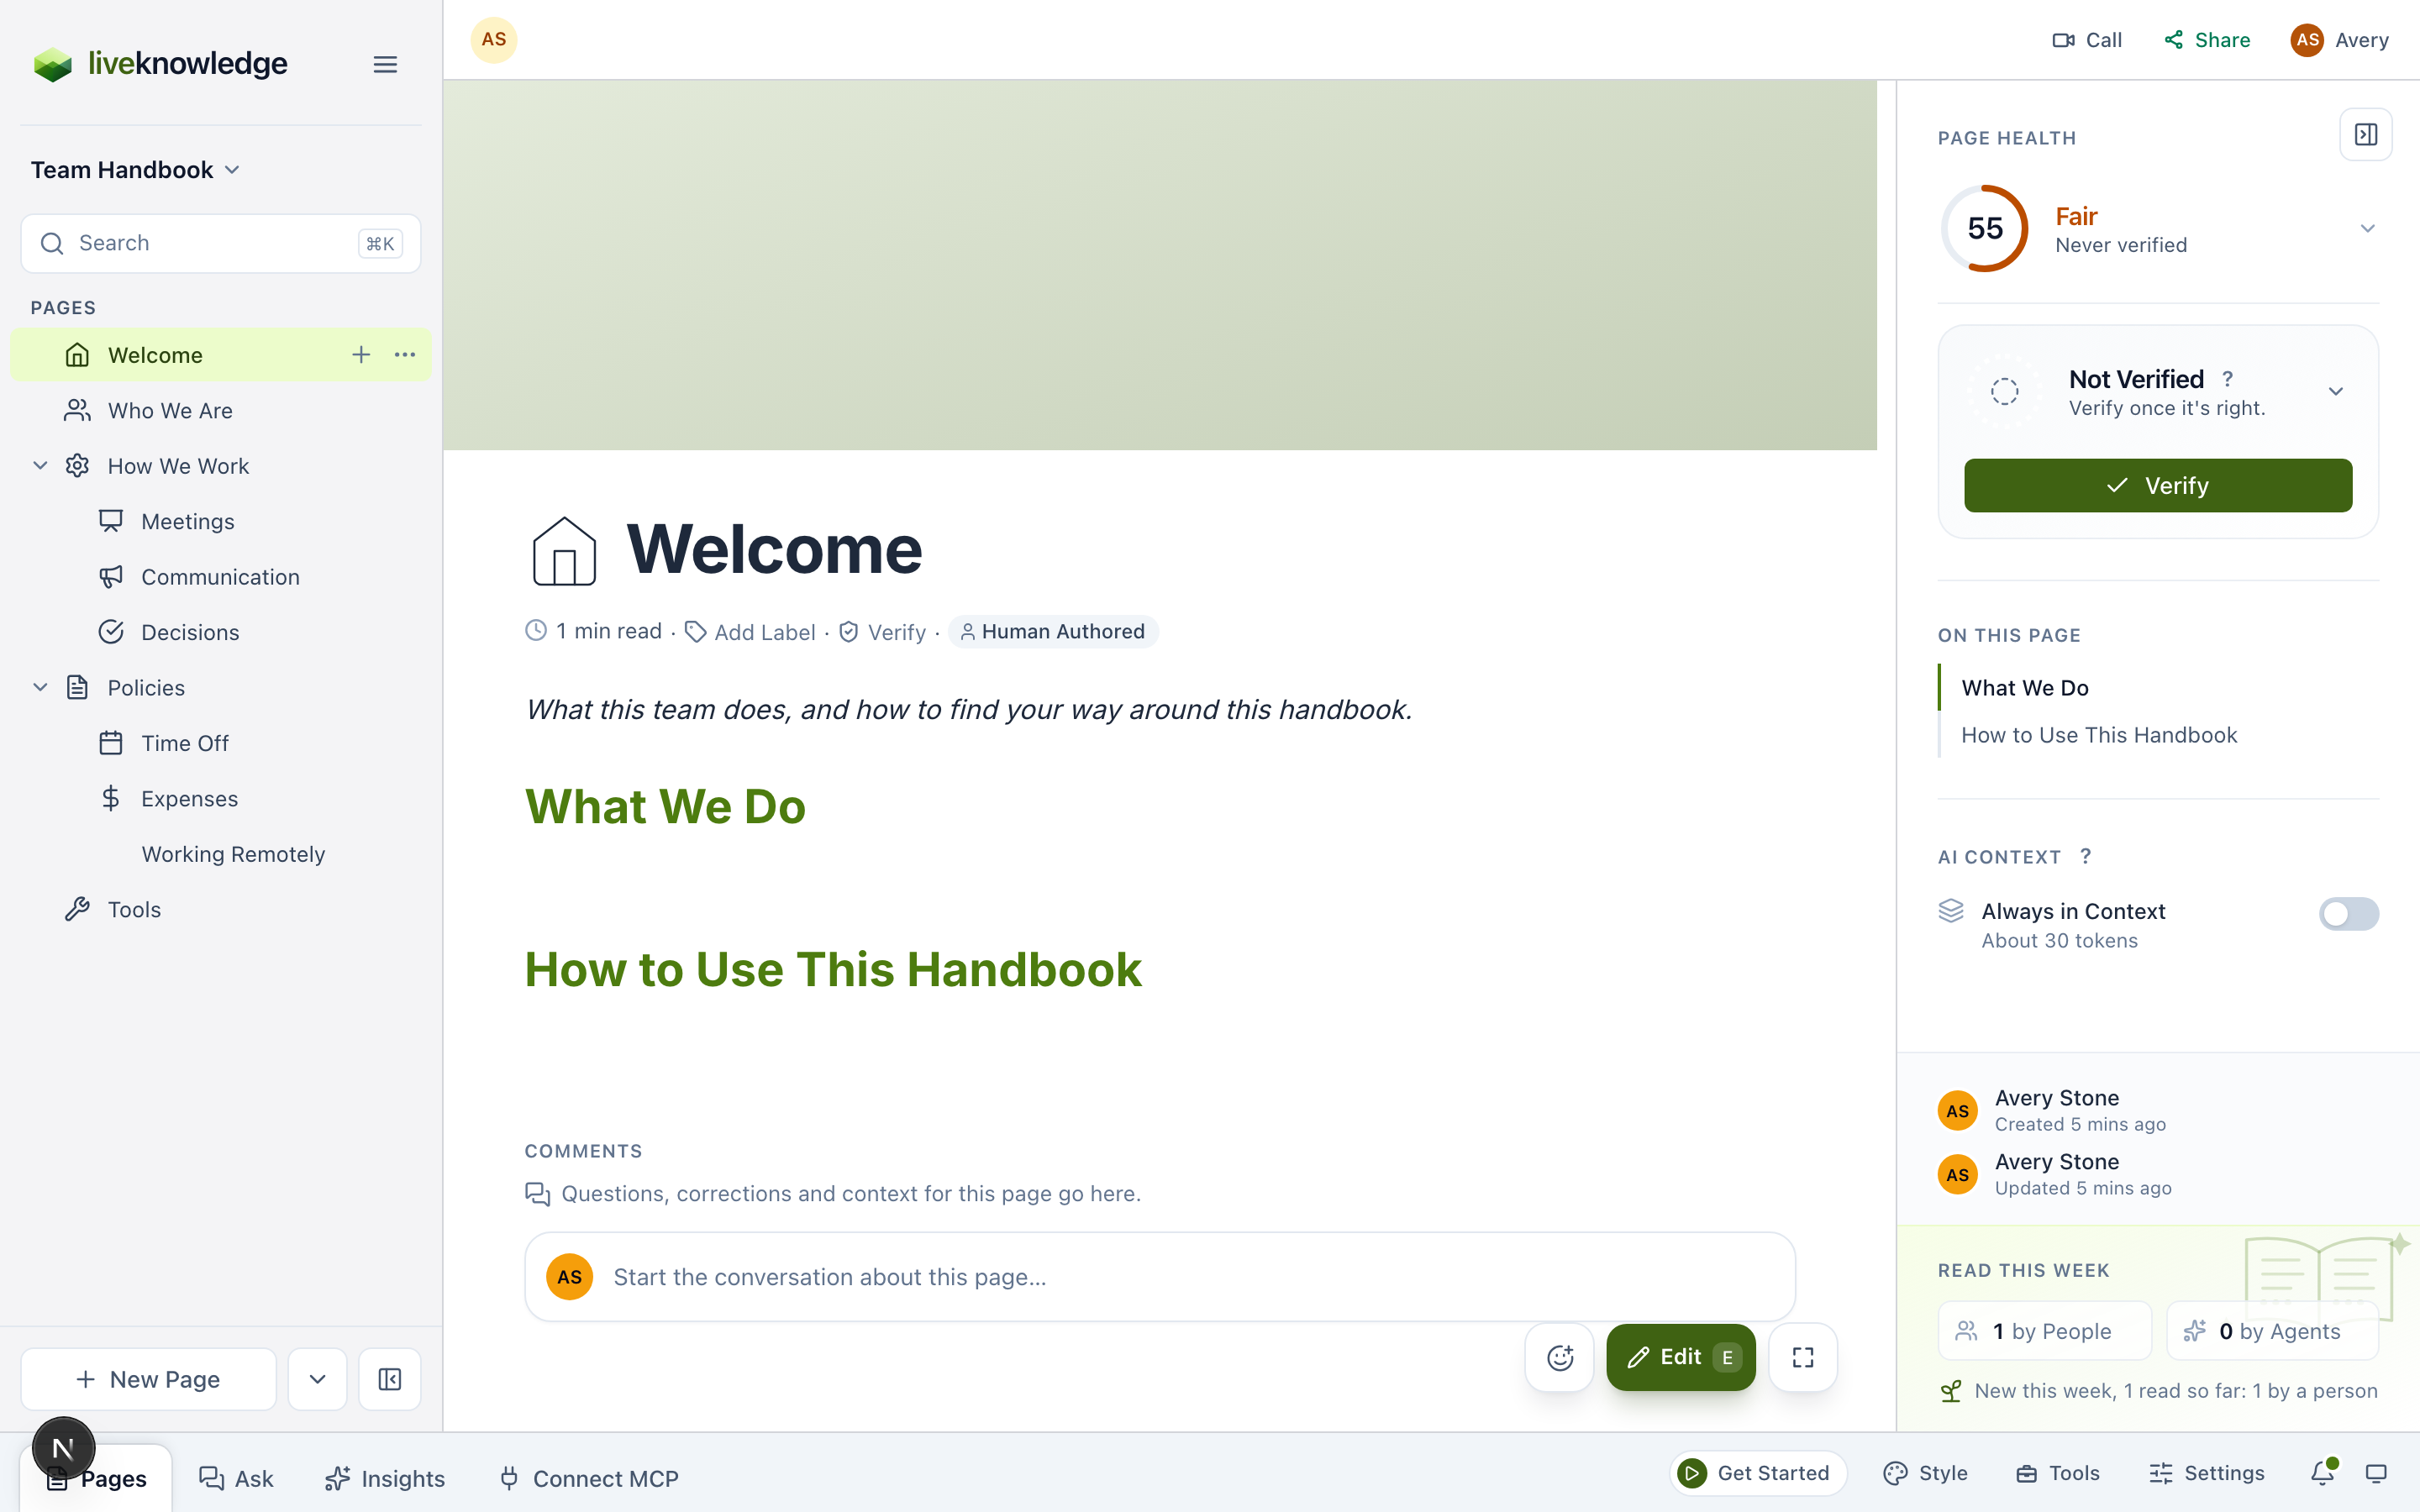 liveknowledge
Team Handbook
Search ⌘K
PAGES
Welcome
Who We Are
How We Work
Meetings
Communication
Decisions
Policies
Time Off
Expenses
Working Remotely
Tools
New Page
AS
Call
Share
AS Avery
Welcome
1 min read · Add Label · Verify · Human Authored
What this team does, and how to find your way around this handbook.
What We Do
How to Use This Handbook
COMMENTS
Questions, corrections and context for this page go here.
AS Start the conversation about this page...
Edit E
PAGE HEALTH
55
Fair
Never verified
Not Verified ?
Verify once it's right.
Verify
ON THIS PAGE
What We Do
How to Use This Handbook
AI CONTEXT ?
Always in Context
About 30 tokens
AS Avery Stone
Created 5 mins ago
AS Avery Stone
Updated 5 mins ago
READ THIS WEEK
1 by People
0 by Agents
New this week, 1 read so far: 1 by a person
N
Pages
Ask
Insights
Connect MCP
Get Started
Style
Tools
Settings